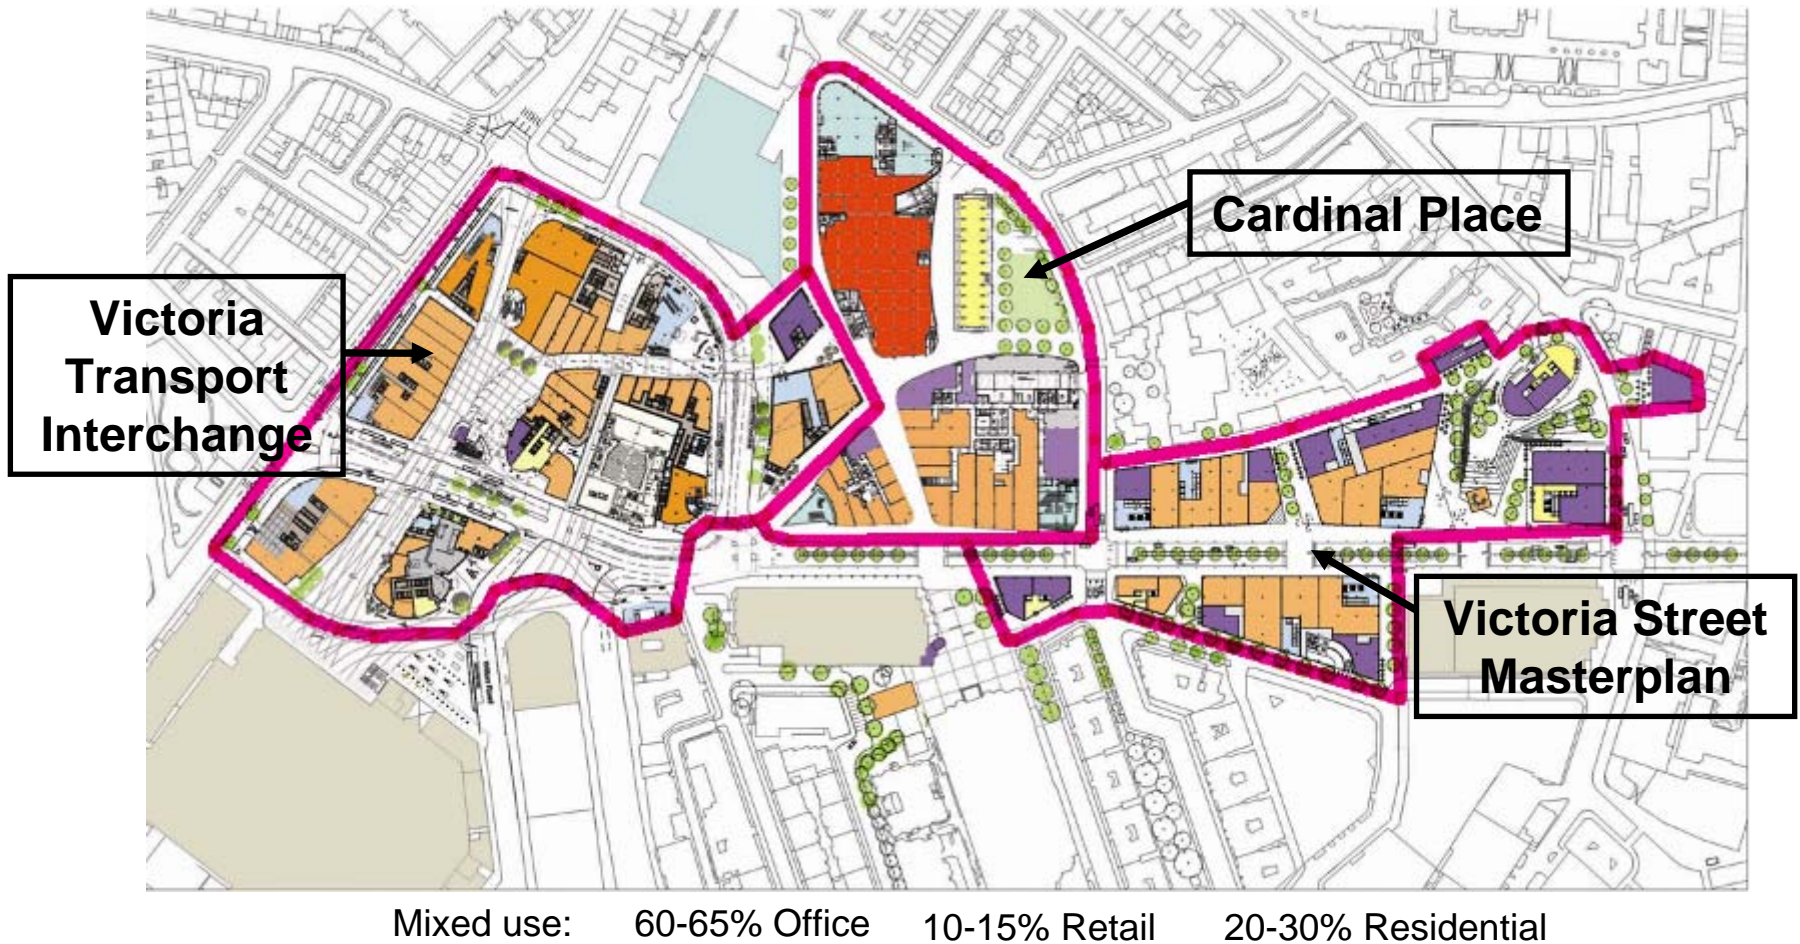 Cardinal Place
Victoria
Transport
Interchange
Victoria Street
Masterplan
Mixed use: 60-65% Office 10-15% Retail 20-30% Residential